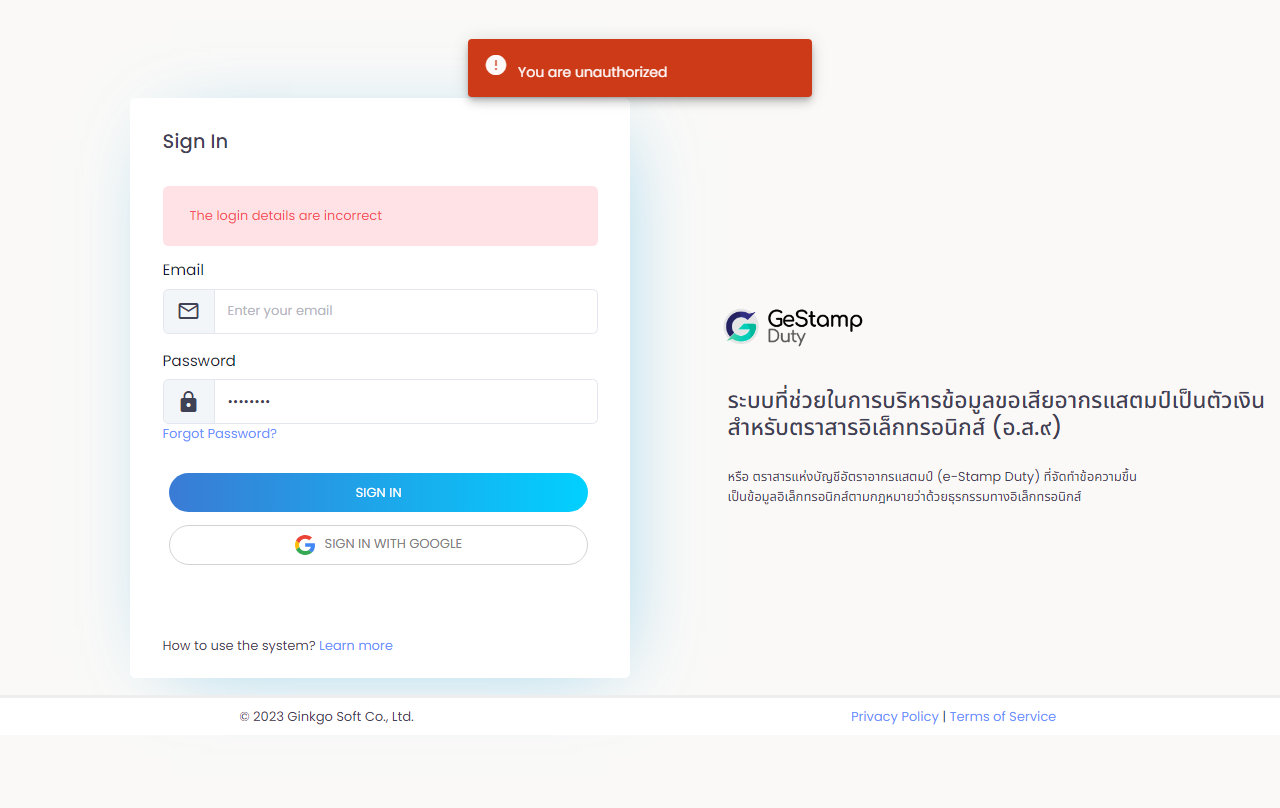 You are unauthorized
Sign In
The login details are incorrect
Email
Enter your email
Password
••••••••
Forgot Password?
SIGN IN
SIGN IN WITH GOOGLE
How to use the system? Learn more
GeStamp
Duty
ระบบที่ช่วยในการบริหารข้อมูลขอเสียอากรแสตมป์เป็นตัวเงิน
สำหรับตราสารอิเล็กทรอนิกส์ (อ.ส.๙)
หรือ ตราสารแห่งบัญชีอัตราอากรแสตมป์ (e-Stamp Duty) ที่จัดทำข้อความขึ้น
เป็นข้อมูลอิเล็กทรอนิกส์ตามกฎหมายว่าด้วยธุรกรรมทางอิเล็กทรอนิกส์
© 2023 Ginkgo Soft Co., Ltd.
Privacy Policy | Terms of Service